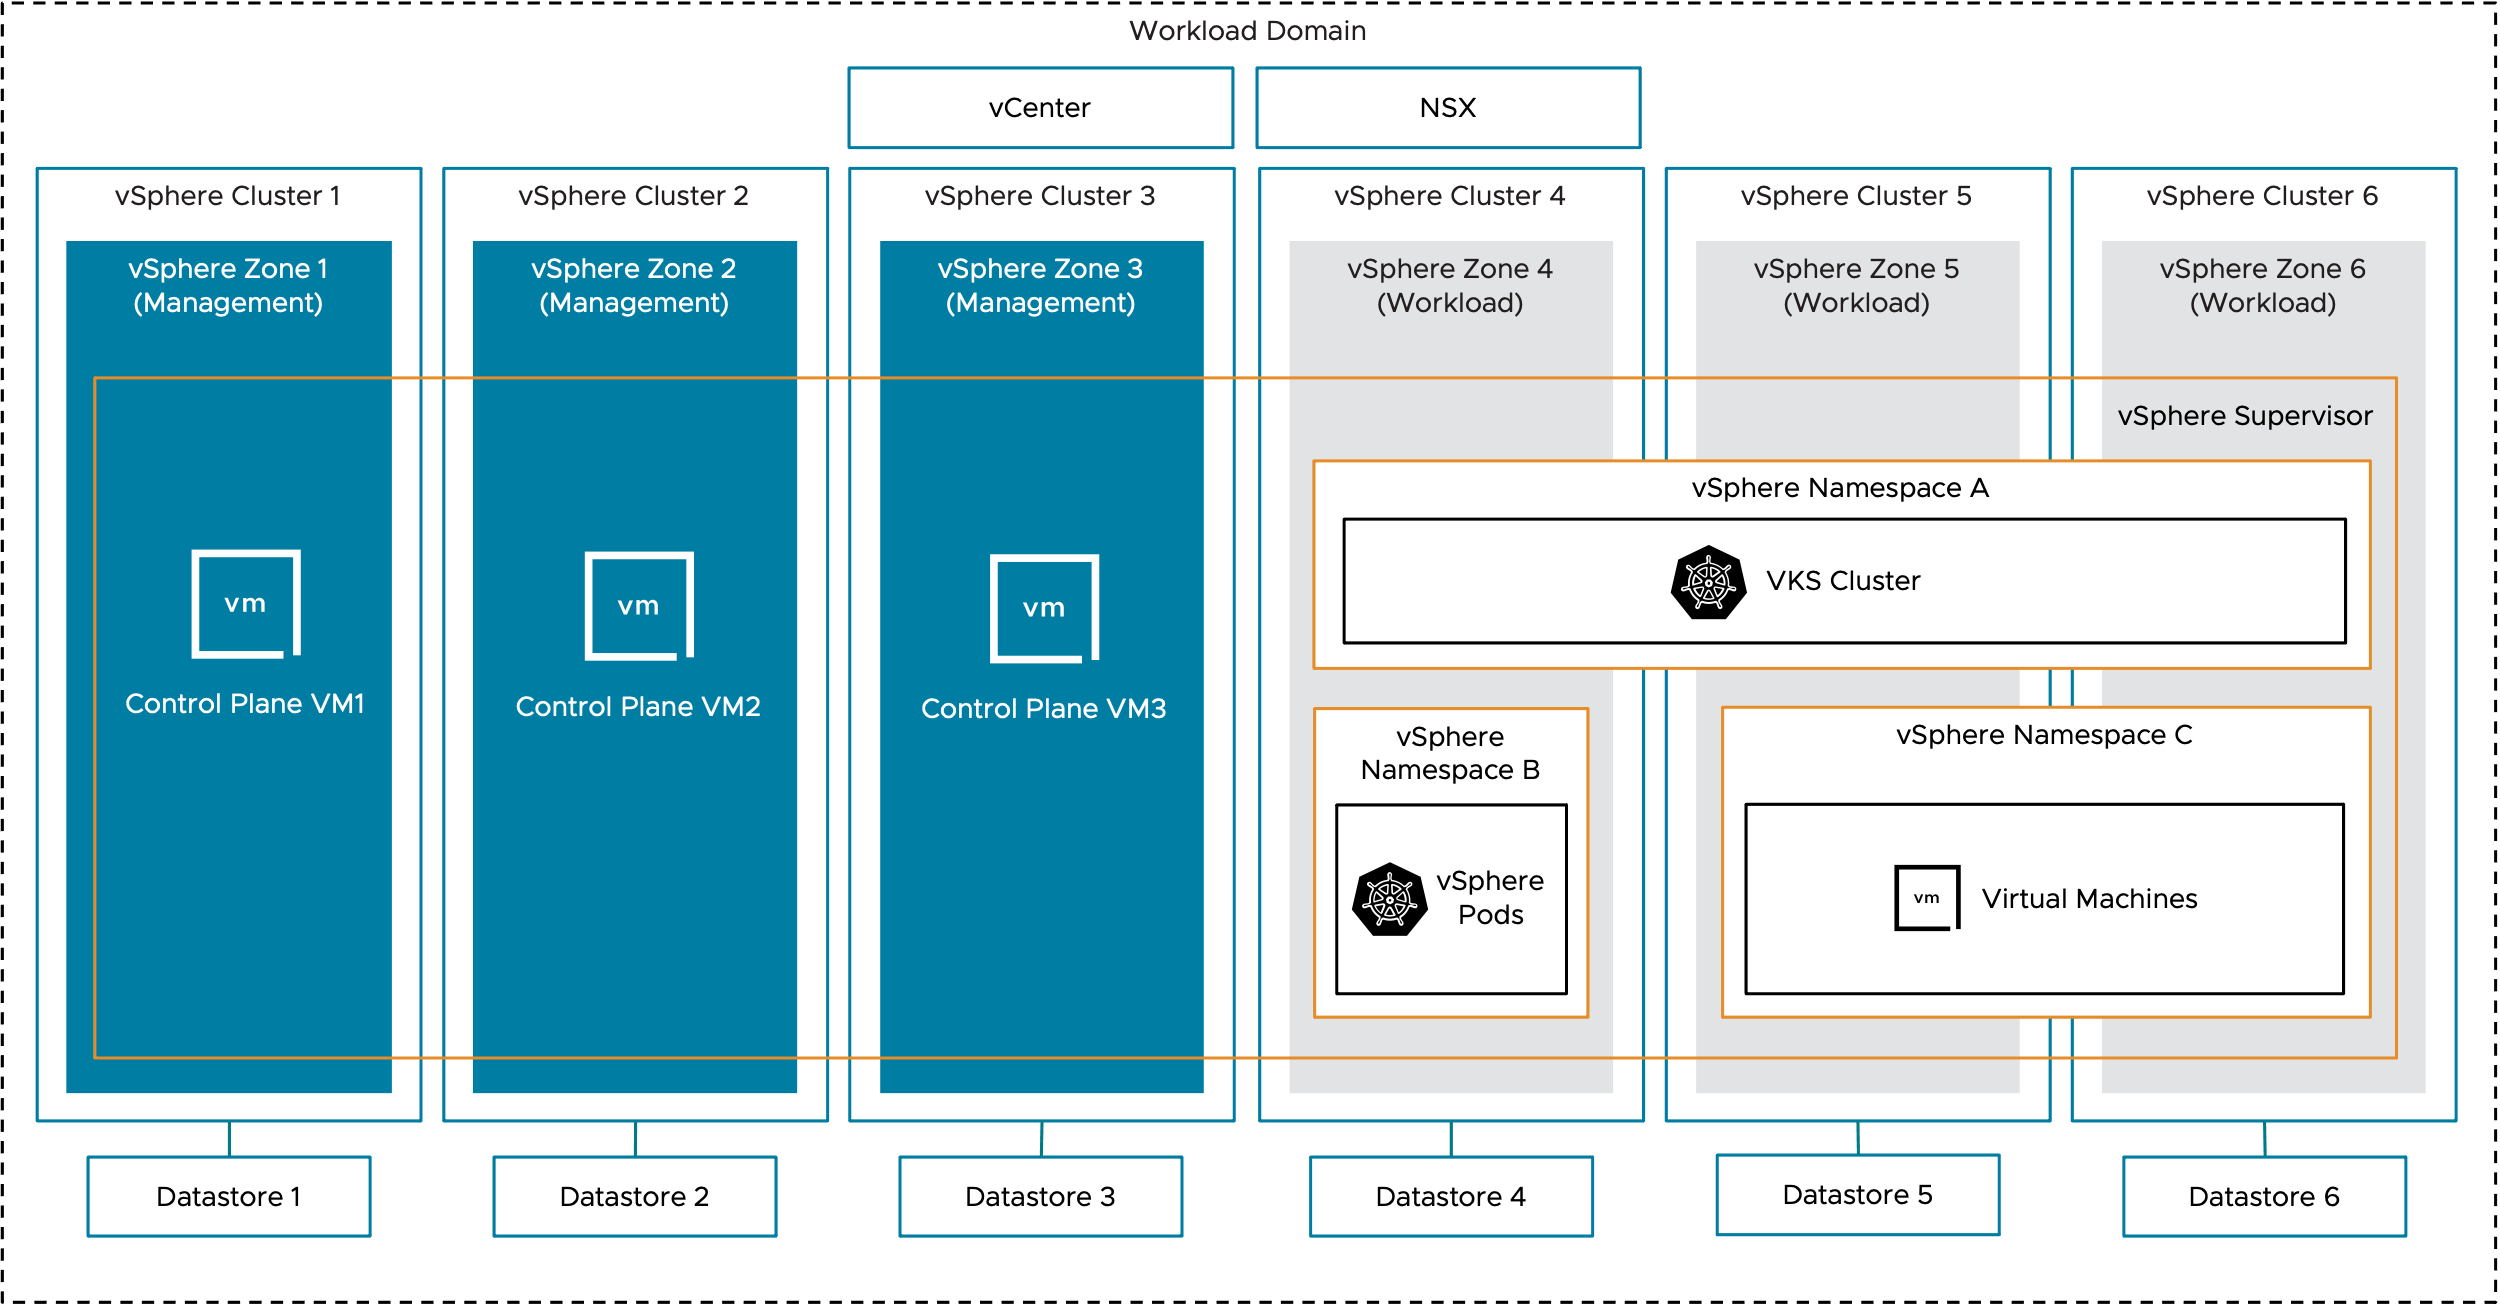 Workload Domain
vCenter
NSX
vSphere Cluster 1
vSphere Cluster 2
vSphere Cluster 3
vSphere Cluster 4
vSphere Cluster 5
vSphere Cluster 6
vSphere Zone 1
(Management)
vSphere Zone 2
(Management)
vSphere Zone 3
(Management)
vSphere Zone 4
(Workload)
vSphere Zone 5
(Workload)
vSphere Zone 6
(Workload)
vSphere Supervisor
vSphere Namespace A
VKS Cluster
vm
Control Plane VM1
vm
Control Plane VM2
vm
Control Plane VM3
vSphere
Namespace B
vSphere
Pods
vSphere Namespace C
vm
Virtual Machines
Datastore 1
Datastore 2
Datastore 3
Datastore 4
Datastore 5
Datastore 6